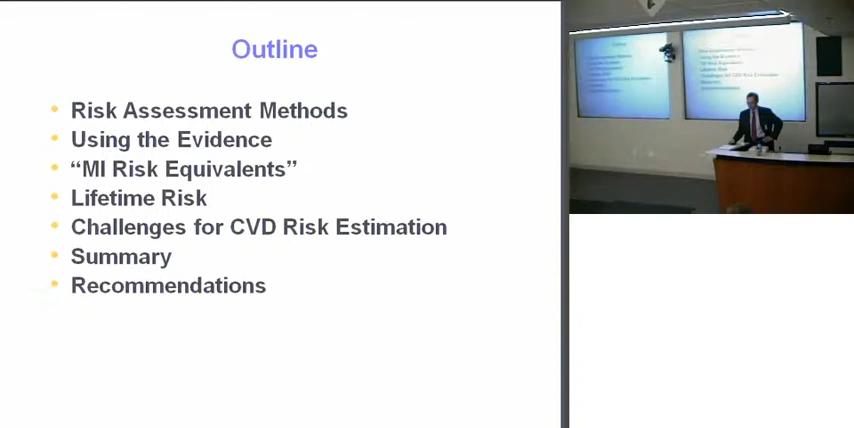 Outline
• Risk Assessment Methods
• Using the Evidence
• “MI Risk Equivalents”
• Lifetime Risk
• Challenges for CVD Risk Estimation
• Summary
• Recommendations